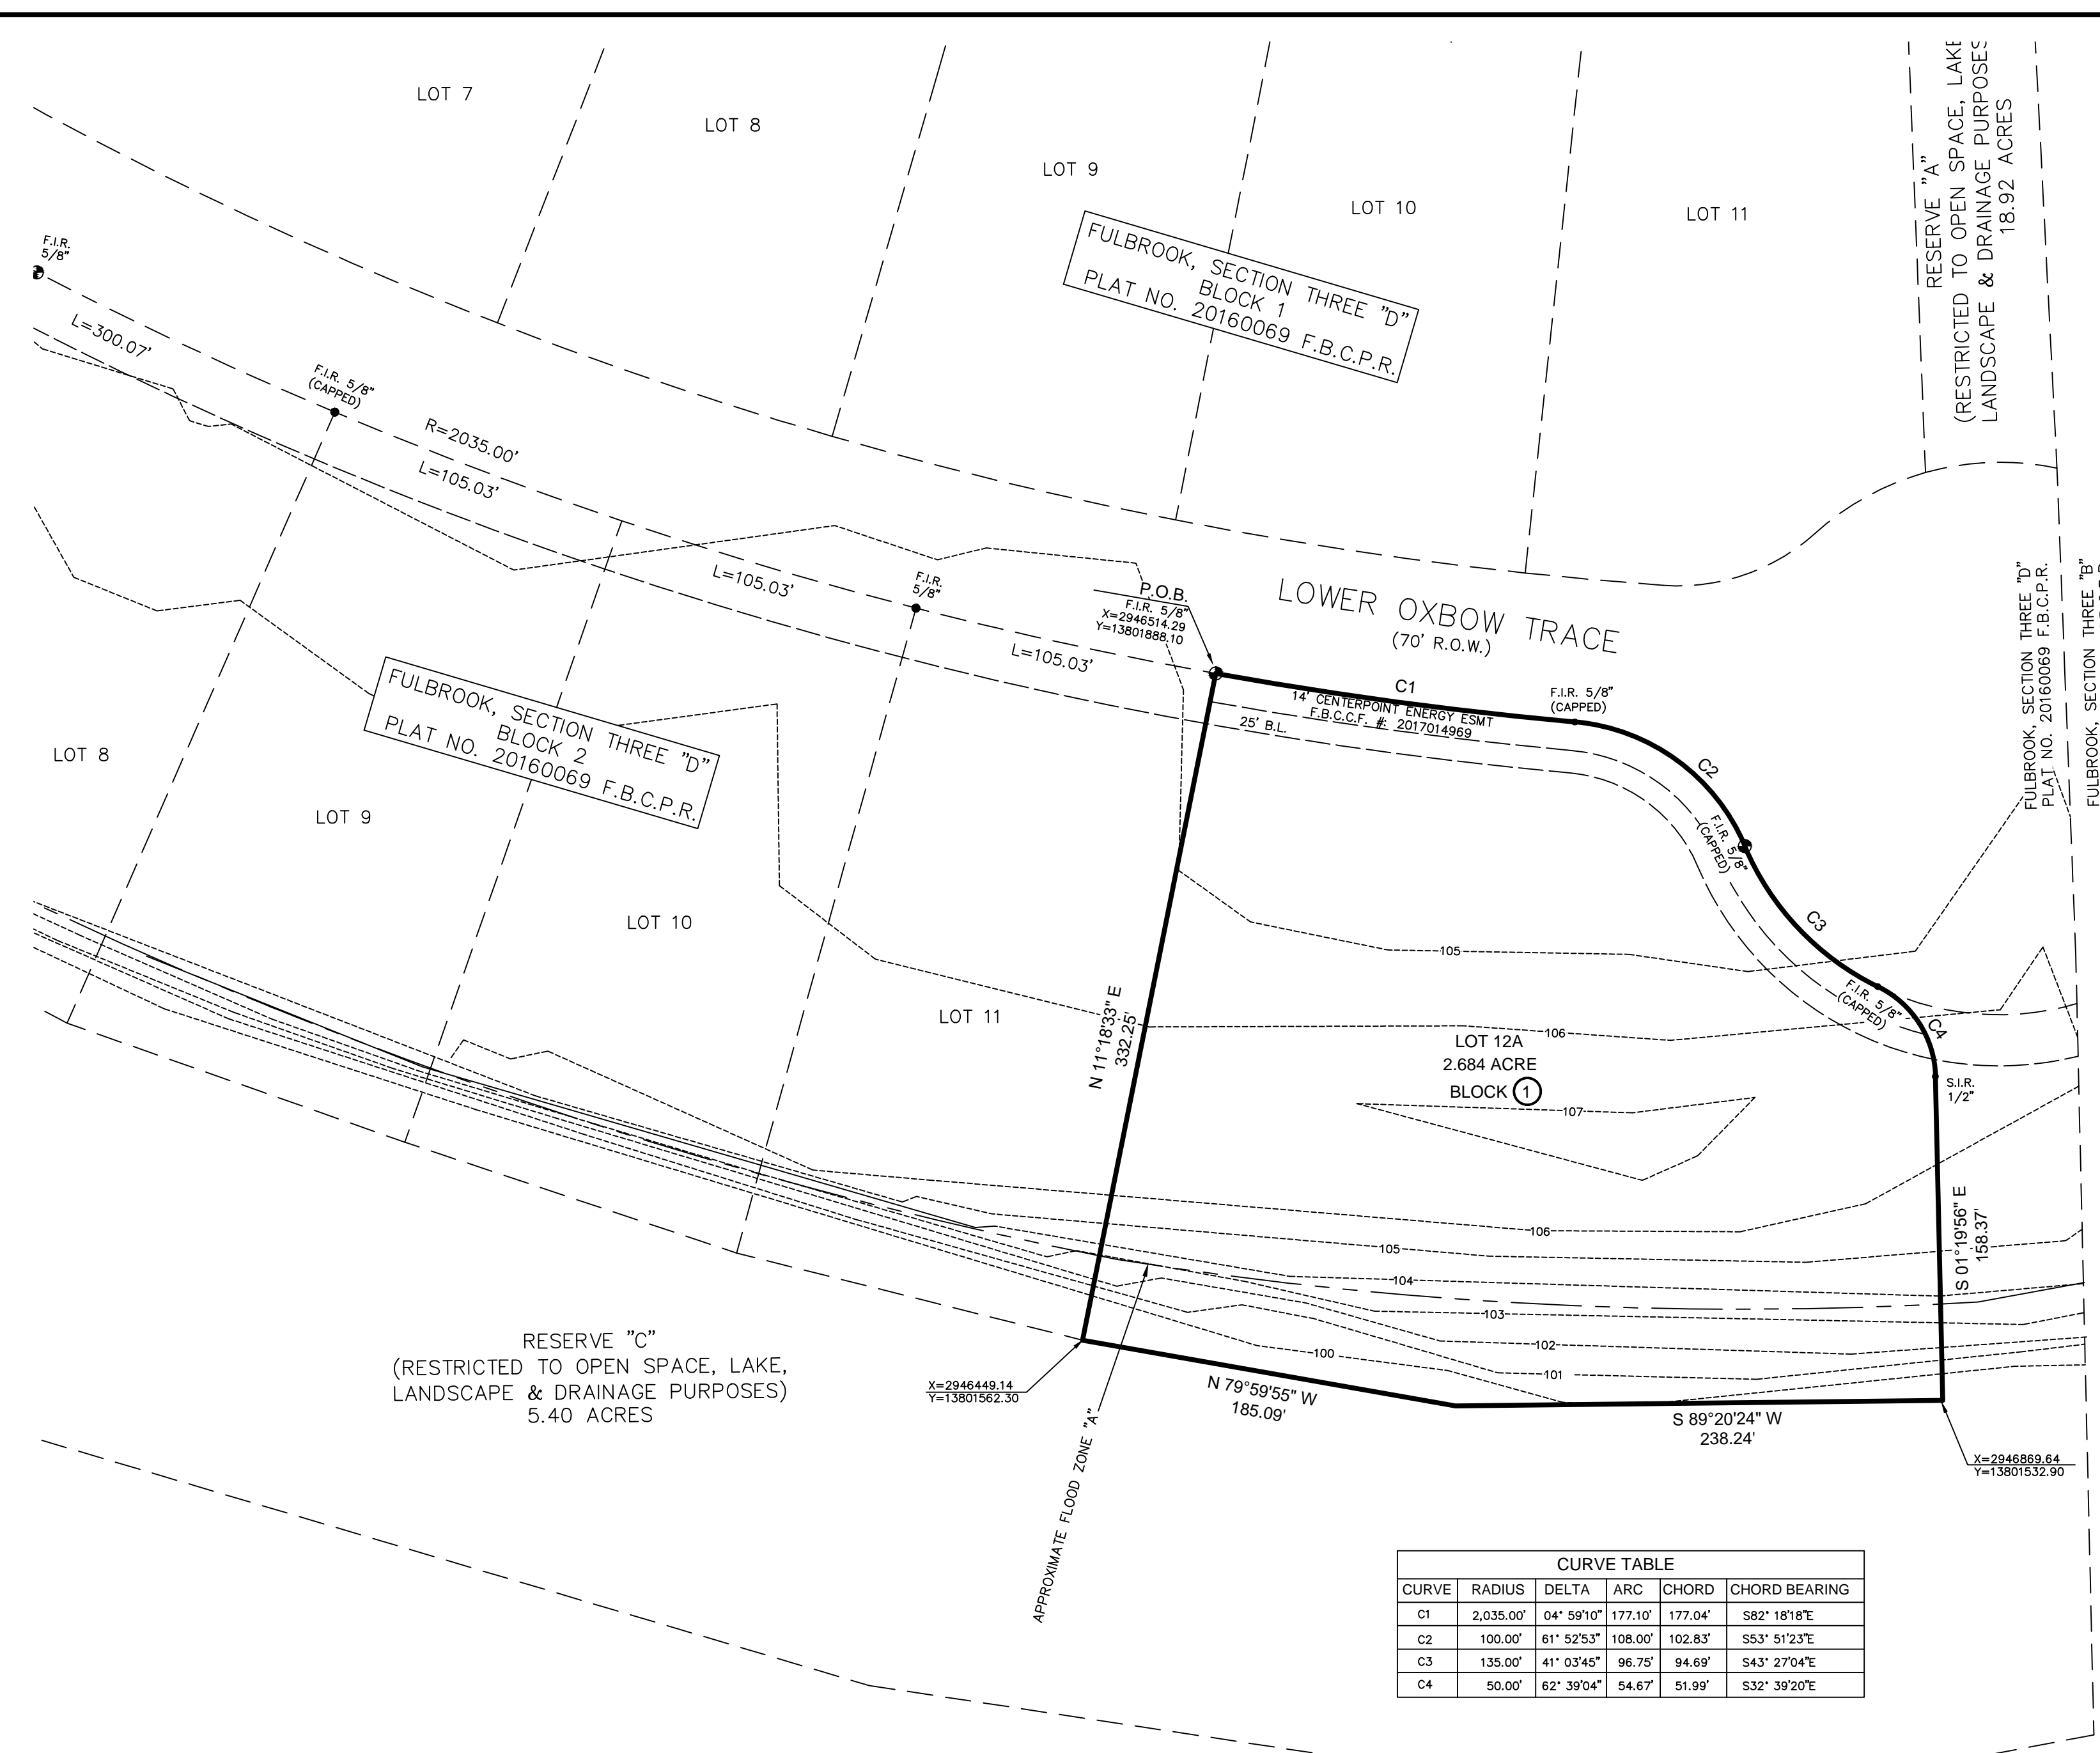 LOT 7
LOT 8
LOT 9
LOT 10
LOT 11
RESERVE "A"
(RESTRICTED TO OPEN SPACE, LAKE
LANDSCAPE & DRAINAGE PURPOSES
18.92 ACRES
FULBROOK, SECTION THREE "D"
BLOCK 1
PLAT NO. 20160069 F.B.C.P.R.
F.I.R.
5/8"
L=300.07'
F.I.R. 5/8"
(CAPPED)
R=2035.00'
L=105.03'
L=105.03'
F.I.R.
5/8"
L=105.03'
P.O.B.
F.I.R. 5/8"
X=2946514.29
Y=13801888.10
LOWER OXBOW TRACE
(70' R.O.W.)
C1
14' CENTERPOINT ENERGY ESMT
F.B.C.C.F. #: 2017014969
25' B.L.
F.I.R. 5/8"
(CAPPED)
C2
F.I.R. 5/8"
(CAPPED)
C3
F.I.R. 5/8"
(CAPPED)
C4
S.I.R.
1/2"
FULBROOK, SECTION THREE "D"
PLAT NO. 20160069 F.B.C.P.R.
FULBROOK, SECTION THREE "B"
FULBROOK, SECTION THREE "D"
BLOCK 2
PLAT NO. 20160069 F.B.C.P.R.
LOT 8
LOT 9
LOT 10
LOT 11
N 11°18'33" E
332.25'
105
106
LOT 12A
2.684 ACRE
BLOCK 1
107
106
105
104
103
102
101
100
S 01°19'56" E
158.37'
RESERVE "C"
(RESTRICTED TO OPEN SPACE, LAKE,
LANDSCAPE & DRAINAGE PURPOSES)
5.40 ACRES
X=2946449.14
Y=13801562.30
APPROXIMATE FLOOD ZONE "A"
N 79°59'55" W
185.09'
S 89°20'24" W
238.24'
X=2946869.64
Y=13801532.90
CURVE TABLE
CURVE RADIUS DELTA ARC CHORD CHORD BEARING
C1 2,035.00' 04° 59'10" 177.10' 177.04' S82° 18'18"E
C2 100.00' 61° 52'53" 108.00' 102.83' S53° 51'23"E
C3 135.00' 41° 03'45" 96.75' 94.69' S43° 27'04"E
C4 50.00' 62° 39'04" 54.67' 51.99' S32° 39'20"E